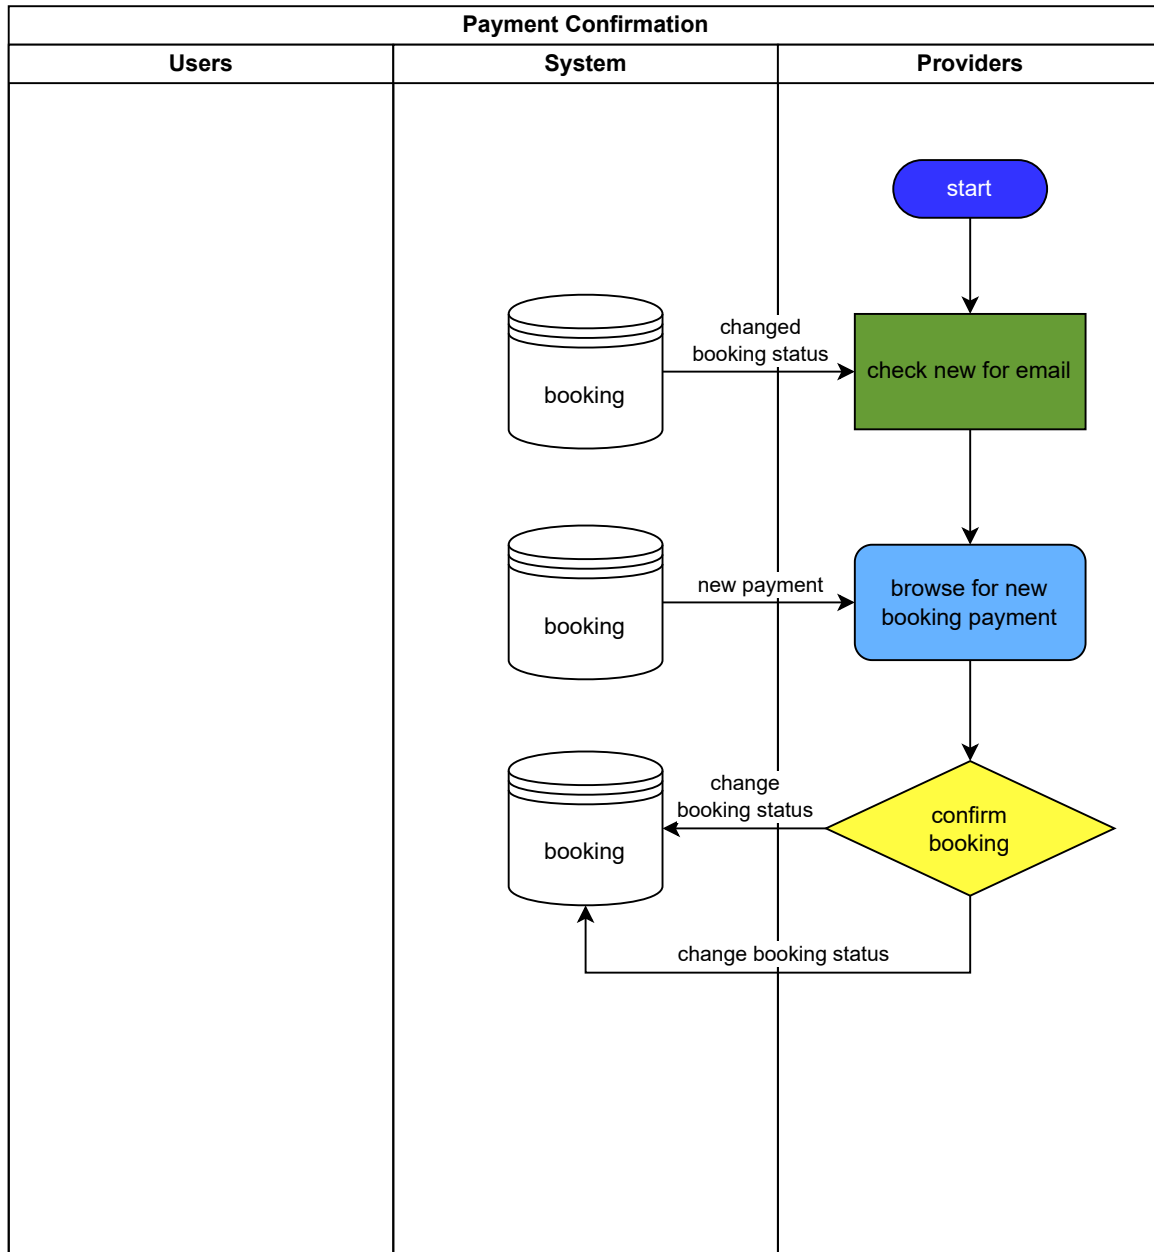 Payment Confirmation
Users
System
Providers
start
changed
booking status
check new for email
booking
new payment
browse for new
booking payment
booking
change
booking status
confirm
booking
booking
change booking status